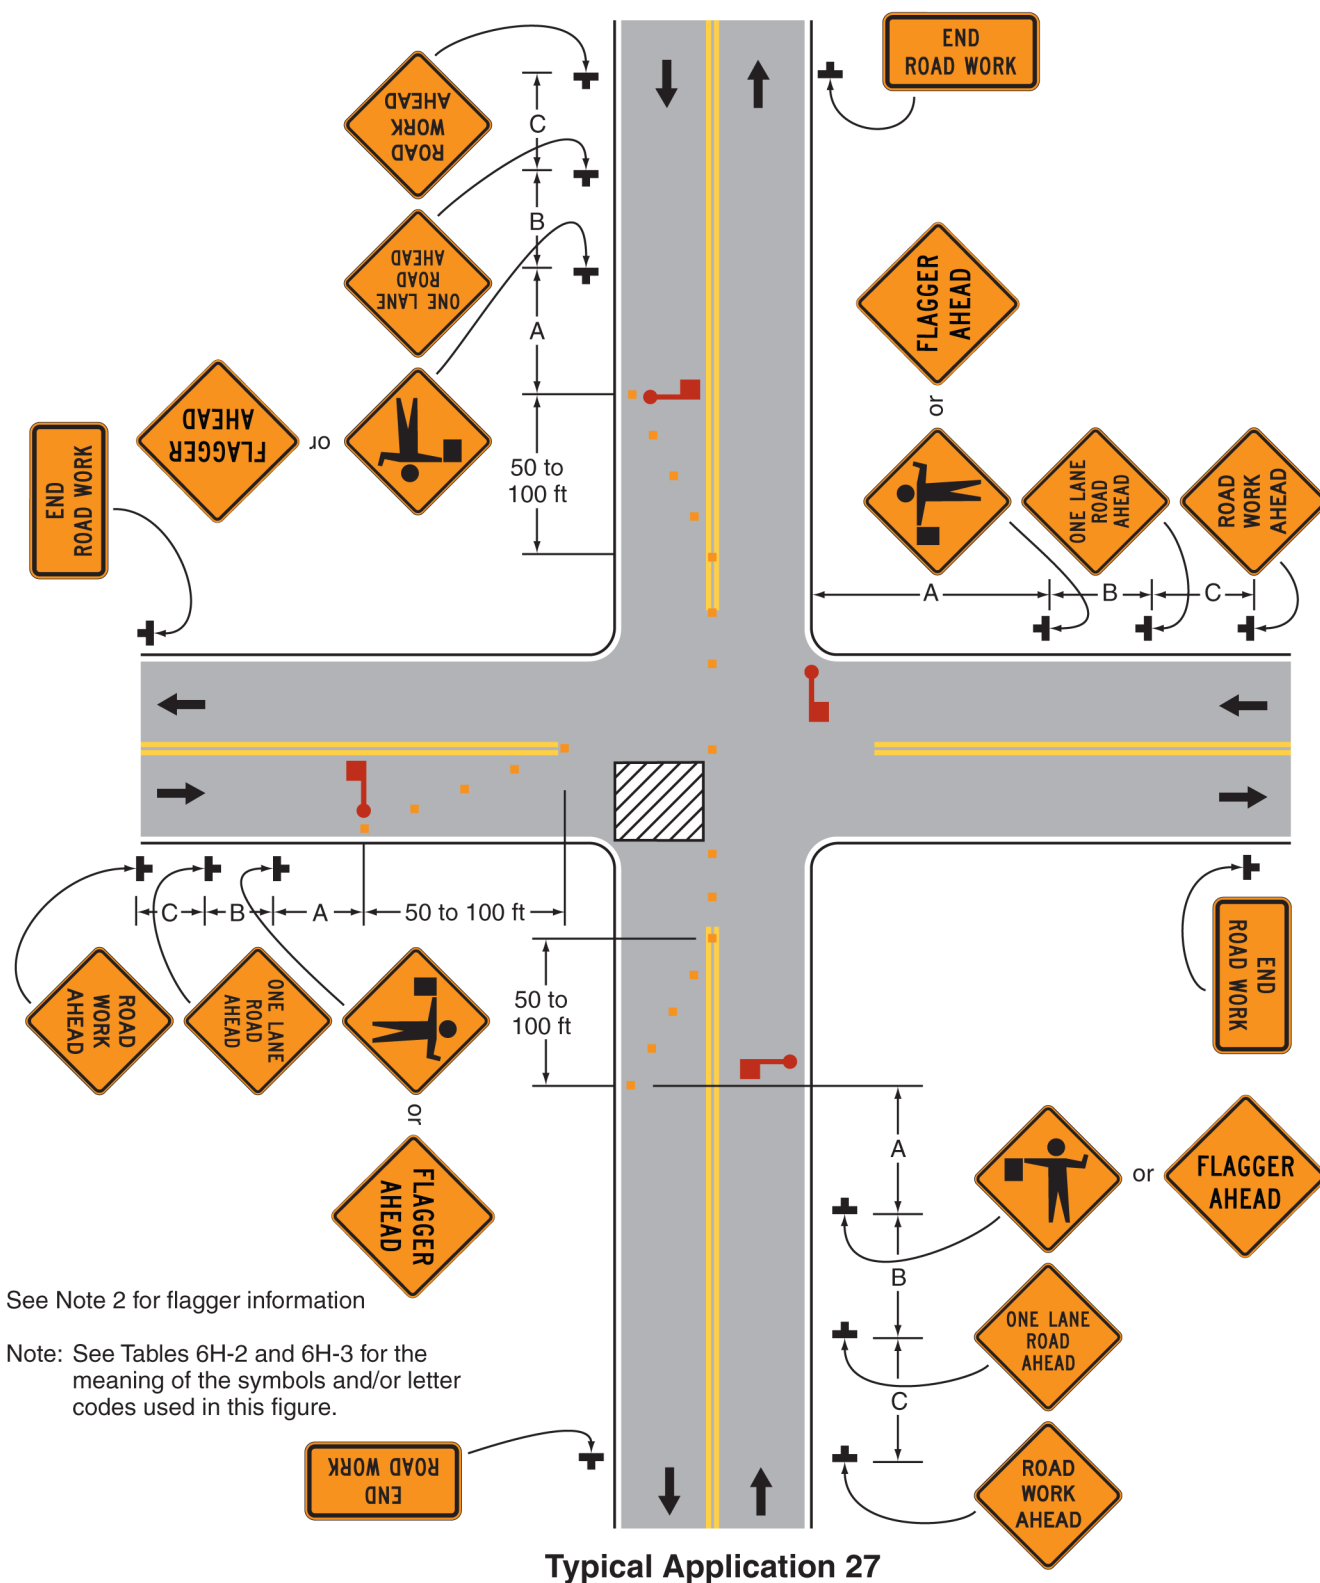 END
ROAD WORK
ROAD
WORK
AHEAD
C
ONE LANE
ROAD
AHEAD
B
A
FLAGGER
AHEAD
or
FLAGGER
AHEAD
or
50 to
100 ft
END
ROAD WORK
ONE LANE
ROAD
AHEAD
ROAD
WORK
AHEAD
A
B
C
C
B
A
50 to 100 ft
ROAD
WORK
AHEAD
ONE LANE
ROAD
AHEAD
or
FLAGGER
AHEAD
50 to
100 ft
END
ROAD WORK
A
or
FLAGGER
AHEAD
B
ONE LANE
ROAD
AHEAD
C
ROAD
WORK
AHEAD
See Note 2 for flagger information
Note: See Tables 6H-2 and 6H-3 for the
meaning of the symbols and/or letter
codes used in this figure.
END
ROAD WORK
Typical Application 27